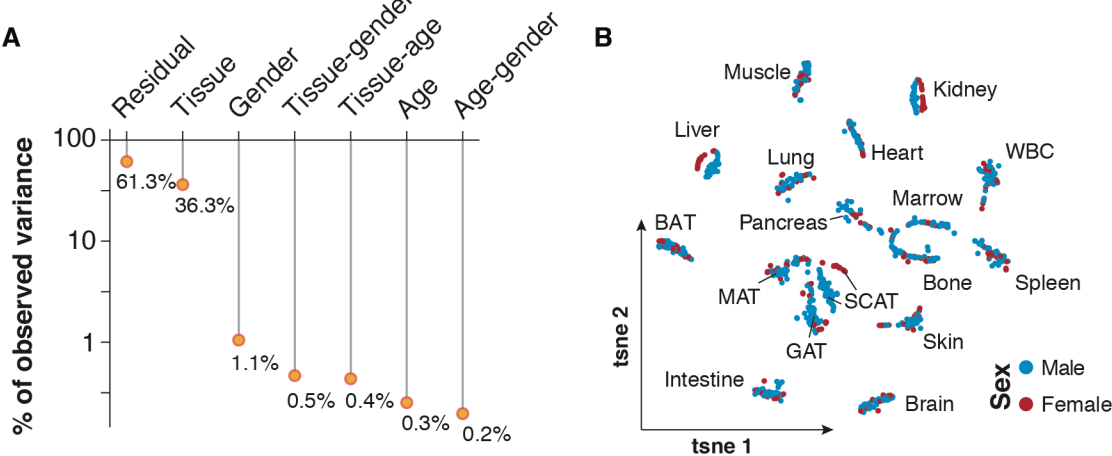 A
Residual
Tissue
Gender
Tissue-gender
Tissue-age
Age
Age-gender
% of observed variance
100
10
1
61.3%
36.3%
1.1%
0.5%
0.4%
0.3%
0.2%
B
Muscle
Kidney
Liver
Heart
Lung
WBC
Marrow
Pancreas
BAT
MAT
SCAT
Bone
Spleen
GAT
Skin
Intestine
Brain
tsne 2
tsne 1
Sex
Male
Female